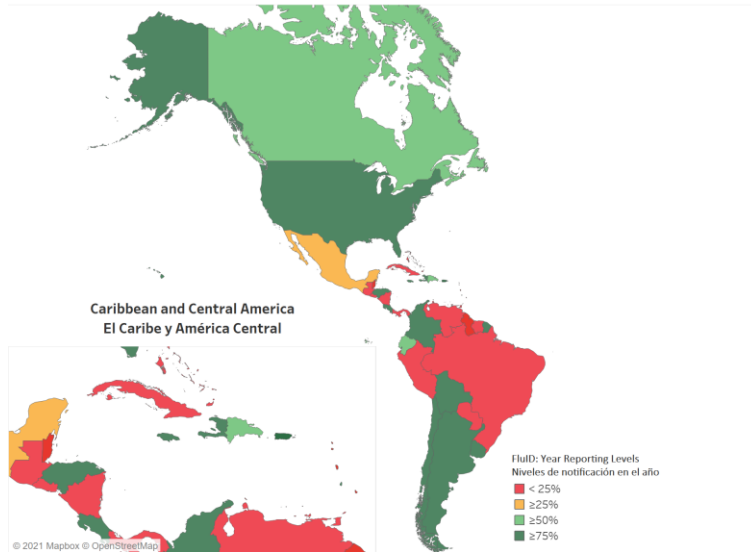 Caribbean and Central America
El Caribe y América Central
FluID: Year Reporting Levels
Niveles de notificación en el año
< 25%
≥25%
≥50%
≥75%
© 2021 Mapbox © OpenStreetMap